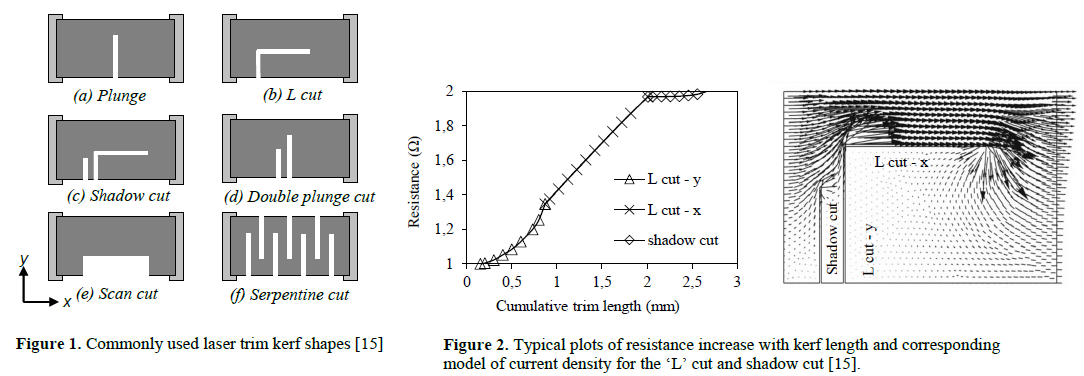 (a) Plunge
(b) L cut
(c) Shadow cut
(d) Double plunge cut
(e) Scan cut
(f) Serpentine cut
y
x
Figure 1. Commonly used laser trim kerf shapes [15]
Resistance (Ω)
2
1,8
1,6
1,4
1,2
1
0
0,5
1
1,5
2
2,5
3
Cumulative trim length (mm)
L cut - y
L cut - x
shadow cut
L cut - x
Shadow cut
L cut - y
Figure 2. Typical plots of resistance increase with kerf length and corresponding
model of current density for the ‘L’ cut and shadow cut [15].